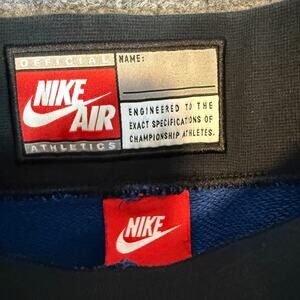 OFFICIAL
NAME:
NIKE
AIR
ENGINEERED TO THE
EXACT SPECIFICATIONS OF
CHAMPIONSHIP ATHLETES.
ATHLETICS
NIKE